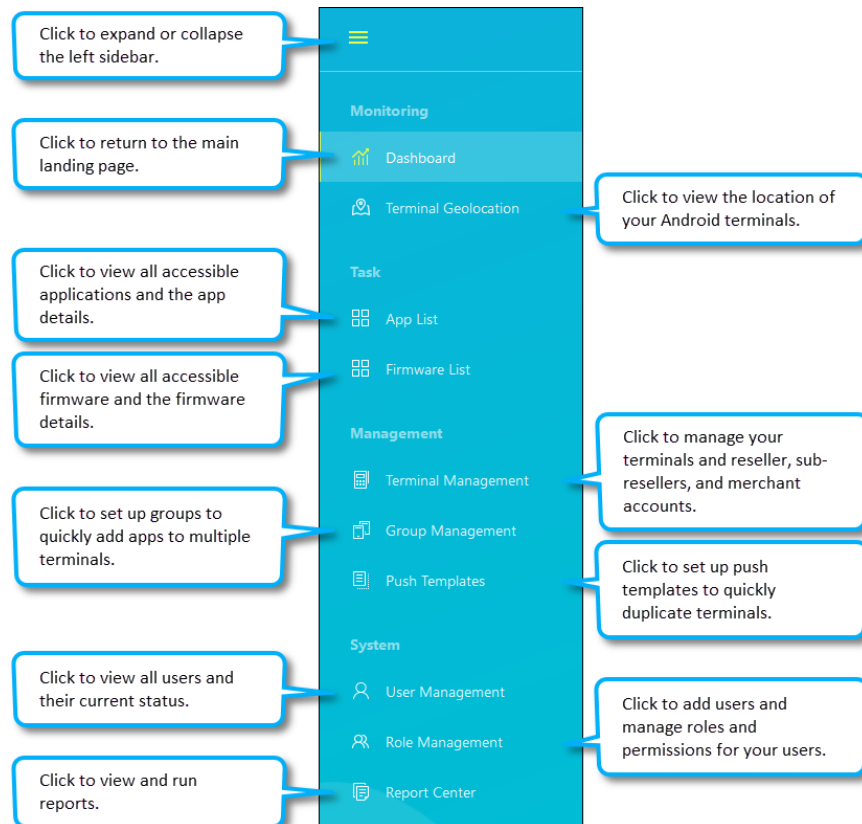 Click to expand or collapse
the left sidebar.
Monitoring
Click to return to the main
landing page.
Dashboard
Terminal Geolocation
Click to view the location of
your Android terminals.
Task
Click to view all accessible
applications and the app
details.
App List
Click to view all accessible
firmware and the firmware
details.
Firmware List
Management
Click to manage your
terminals and reseller, sub-
resellers, and merchant
accounts.
Terminal Management
Click to set up groups to
quickly add apps to multiple
terminals.
Group Management
Push Templates
Click to set up push
templates to quickly
duplicate terminals.
System
Click to view all users and
their current status.
User Management
Role Management
Click to add users and
manage roles and
permissions for your users.
Click to view and run
reports.
Report Center